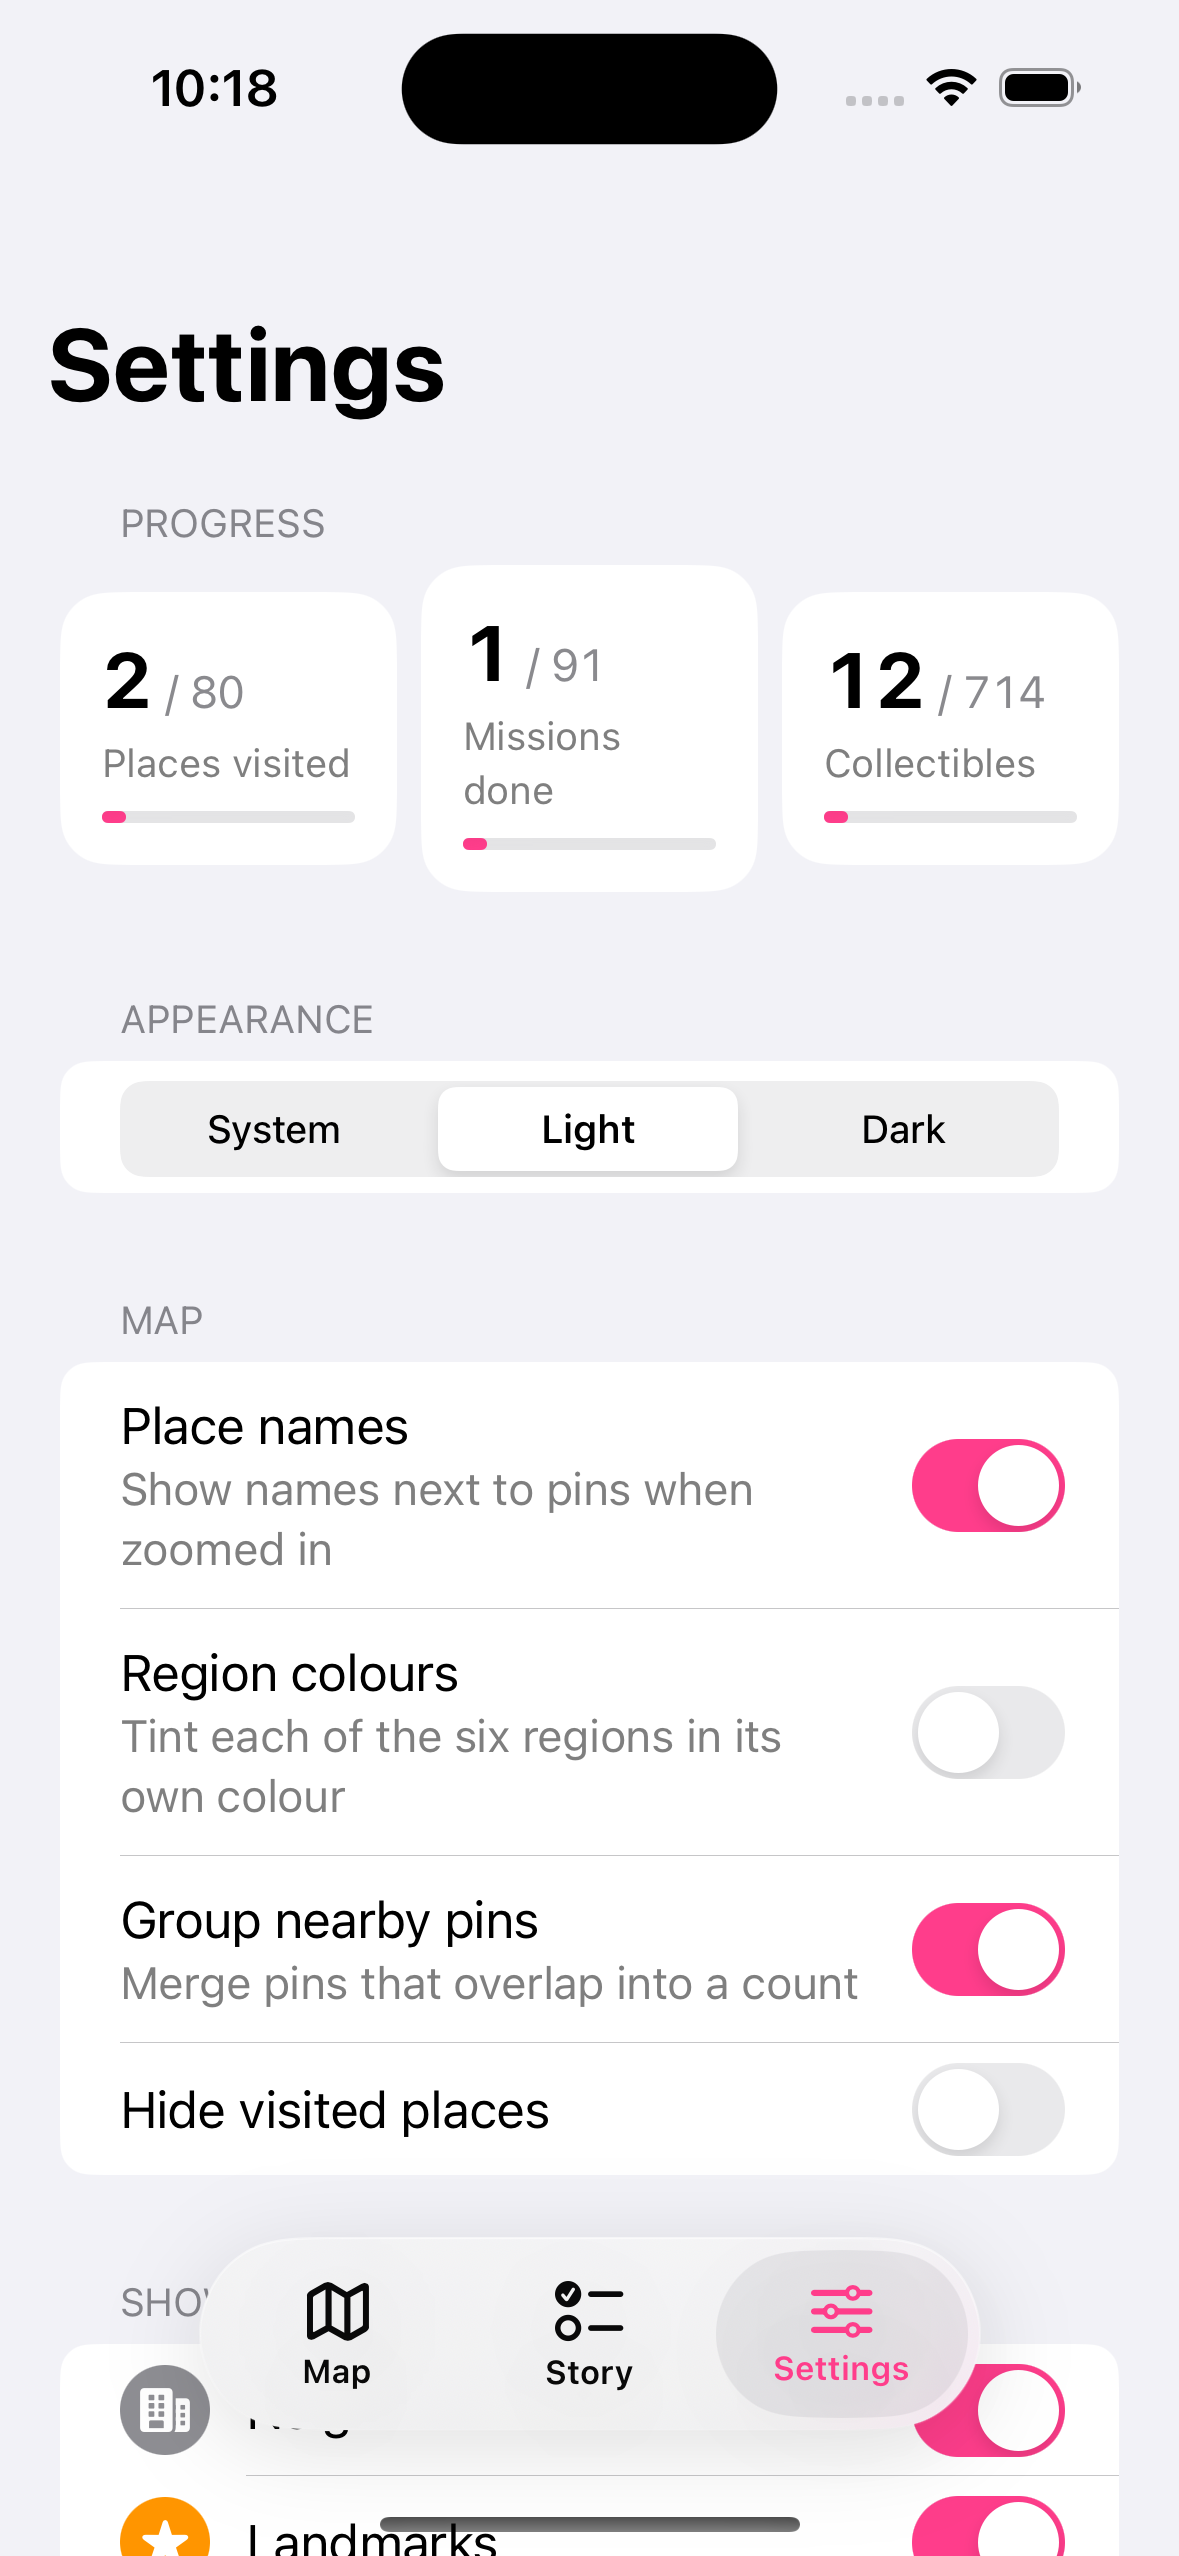 10:18
Settings
PROGRESS
2 / 80
Places visited
1 / 91
Missions
done
12 / 714
Collectibles
APPEARANCE
System
Light
Dark
MAP
Place names
Show names next to pins when
zoomed in
Region colours
Tint each of the six regions in its
own colour
Group nearby pins
Merge pins that overlap into a count
Hide visited places
Map
Story
Settings
Landmarks